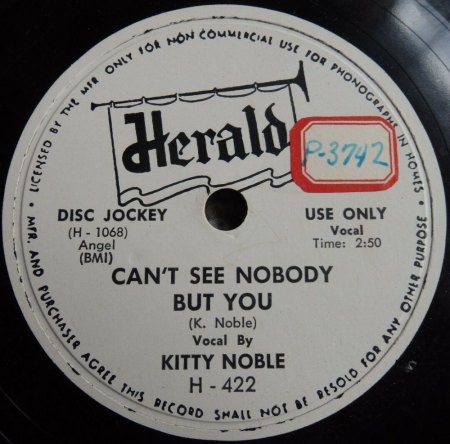 LICENSED BY THE MFR ONLY FOR NON COMMERCIAL USE FOR PHONOGRAPHS IN HOMES
• MFR. AND PURCHASER AGREE THIS RECORD SHALL NOT BE RESOLD FOR ANY OTHER PURPOSE •
Herald
P-3742
DISC JOCKEY
USE ONLY
(H - 1068)
Vocal
Angel
Time: 2:50
(BMI)
CAN'T SEE NOBODY
BUT YOU
(K. Noble)
Vocal By
KITTY NOBLE
H - 422